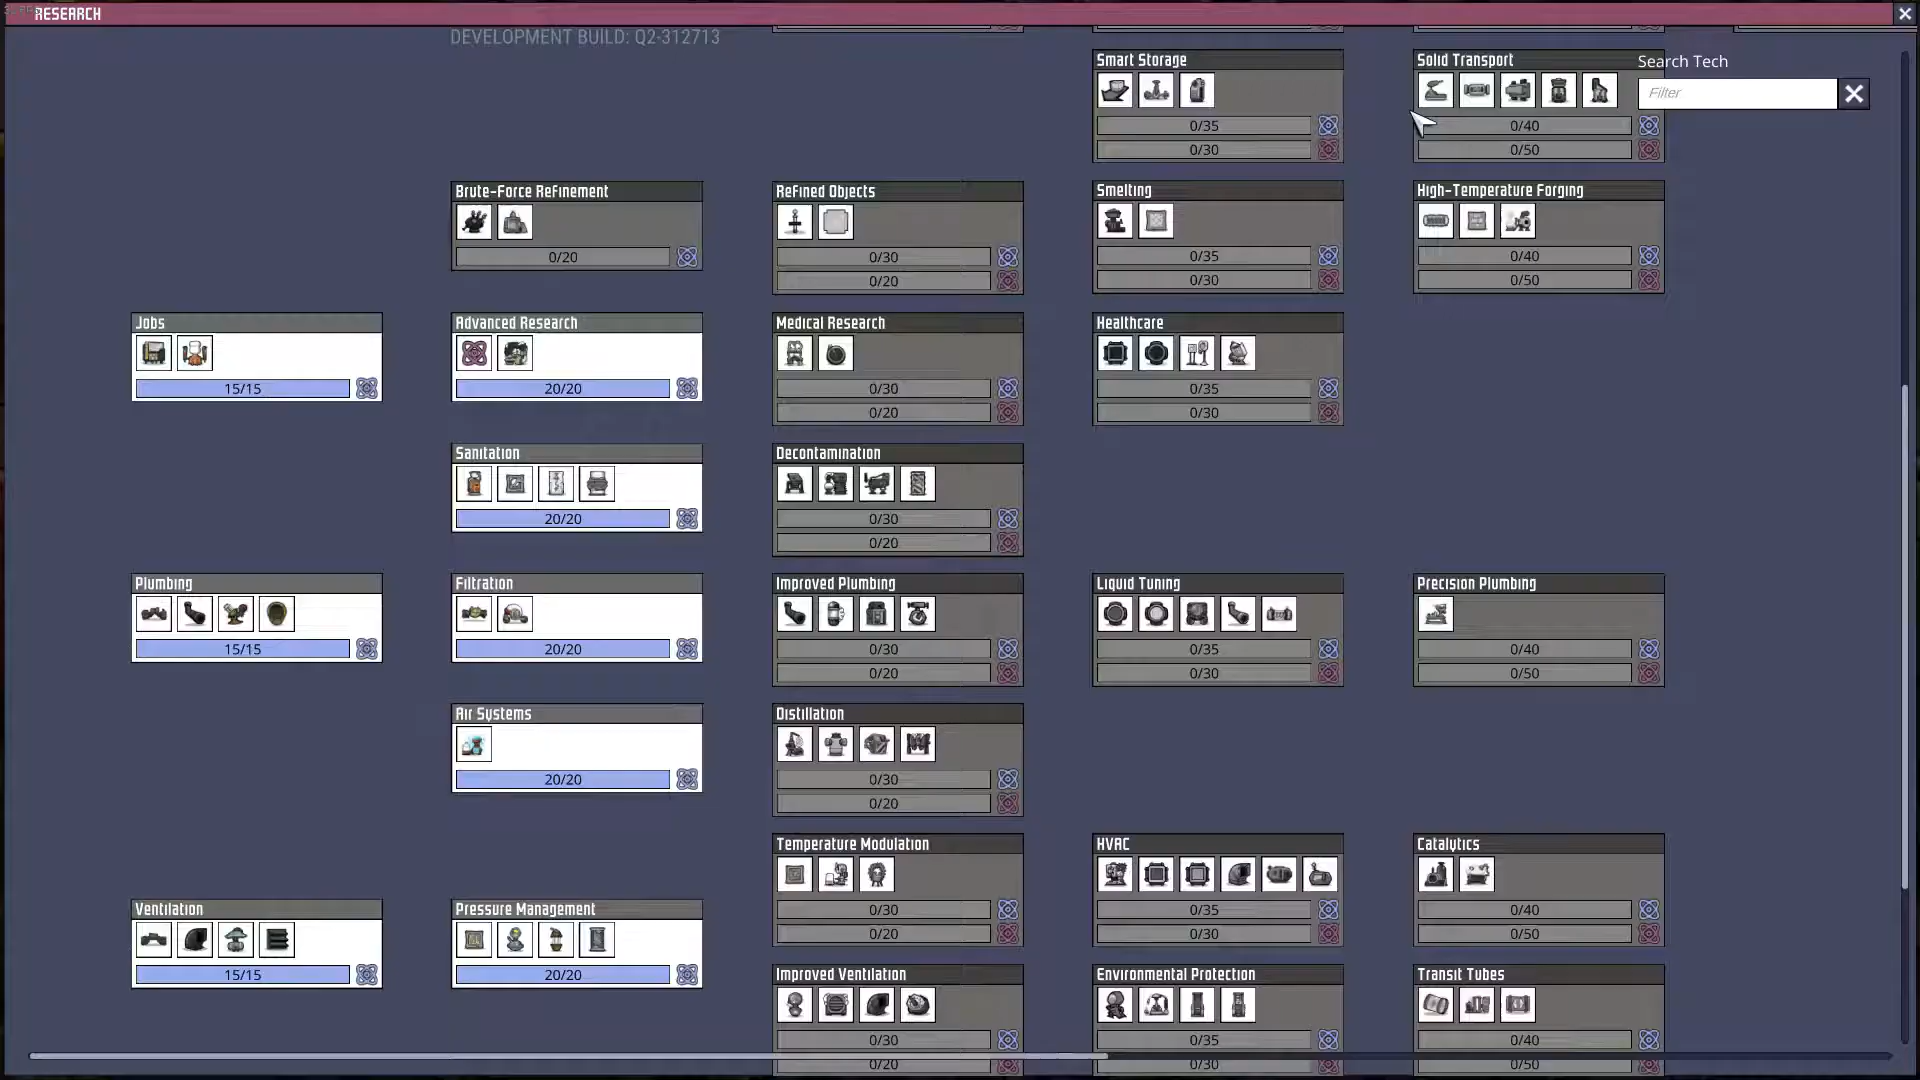 RESEARCH
DEVELOPMENT BUILD: Q2-312713
Smart Storage
0/35
0/30
Solid Transport
0/40
0/50
Search Tech
Filter
Brute-Force Refinement
0/20
Refined Objects
0/30
0/20
Smelting
0/35
0/30
High-Temperature Forging
0/40
0/50
Jobs
15/15
Advanced Research
20/20
Medical Research
0/30
0/20
Healthcare
0/35
0/30
Sanitation
20/20
Decontamination
0/30
0/20
Plumbing
15/15
Filtration
20/20
Improved Plumbing
0/30
0/20
Liquid Tuning
0/35
0/30
Precision Plumbing
0/40
0/50
Air Systems
20/20
Distillation
0/30
0/20
Temperature Modulation
0/30
0/20
HVAC
0/35
0/30
Catalytics
0/40
0/50
Ventilation
15/15
Pressure Management
20/20
Improved Ventilation
0/30
0/20
Environmental Protection
0/35
0/30
Transit Tubes
0/40
0/50